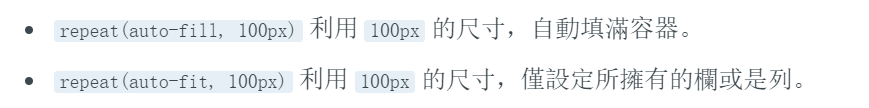 • repeat(auto-fill, 100px) 利用 100px 的尺寸，自動填滿容器。
• repeat(auto-fit, 100px) 利用 100px 的尺寸，僅設定所擁有的欄或是列。